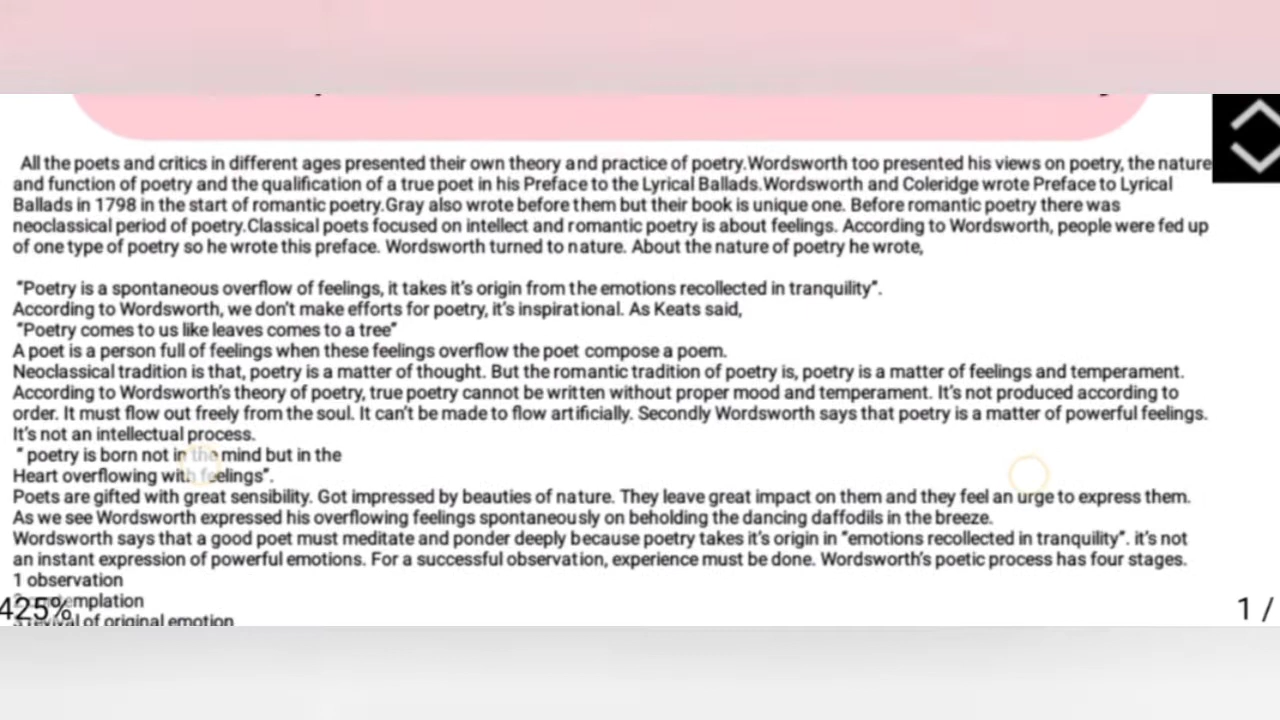 All the poets and critics in different ages presented their own theory and practice of poetry.Wordsworth too presented his views on poetry, the nature
and function of poetry and the qualification of a true poet in his Preface to the Lyrical Ballads.Wordsworth and Coleridge wrote Preface to Lyrical
Ballads in 1798 in the start of romantic poetry.Gray also wrote before them but their book is unique one. Before romantic poetry there was
neoclassical period of poetry.Classical poets focused on intellect and romantic poetry is about feelings. According to Wordsworth, people were fed up
of one type of poetry so he wrote this preface. Wordsworth turned to nature. About the nature of poetry he wrote,
"Poetry is a spontaneous overflow of feelings, it takes it's origin from the emotions recollected in tranquility".
According to Wordsworth, we don't make efforts for poetry, it's inspirational. As Keats said,
"Poetry comes to us like leaves comes to a tree"
A poet is a person full of feelings when these feelings overflow the poet compose a poem.
Neoclassical tradition is that, poetry is a matter of thought. But the romantic tradition of poetry is, poetry is a matter of feelings and temperament.
According to Wordsworth's theory of poetry, true poetry cannot be written without proper mood and temperament. It's not produced according to
order. It must flow out freely from the soul. It can't be made to flow artificially. Secondly Wordsworth says that poetry is a matter of powerful feelings.
It's not an intellectual process.
" poetry is born not in the mind but in the
Heart overflowing with feelings".
Poets are gifted with great sensibility. Got impressed by beauties of nature. They leave great impact on them and they feel an urge to express them.
As we see Wordsworth expressed his overflowing feelings spontaneously on beholding the dancing daffodils in the breeze.
Wordsworth says that a good poet must meditate and ponder deeply because poetry takes it's origin in "emotions recollected in tranquility". it's not
an instant expression of powerful emotions. For a successful observation, experience must be done. Wordsworth's poetic process has four stages.
1 observation
425%
1 /
of original emotion